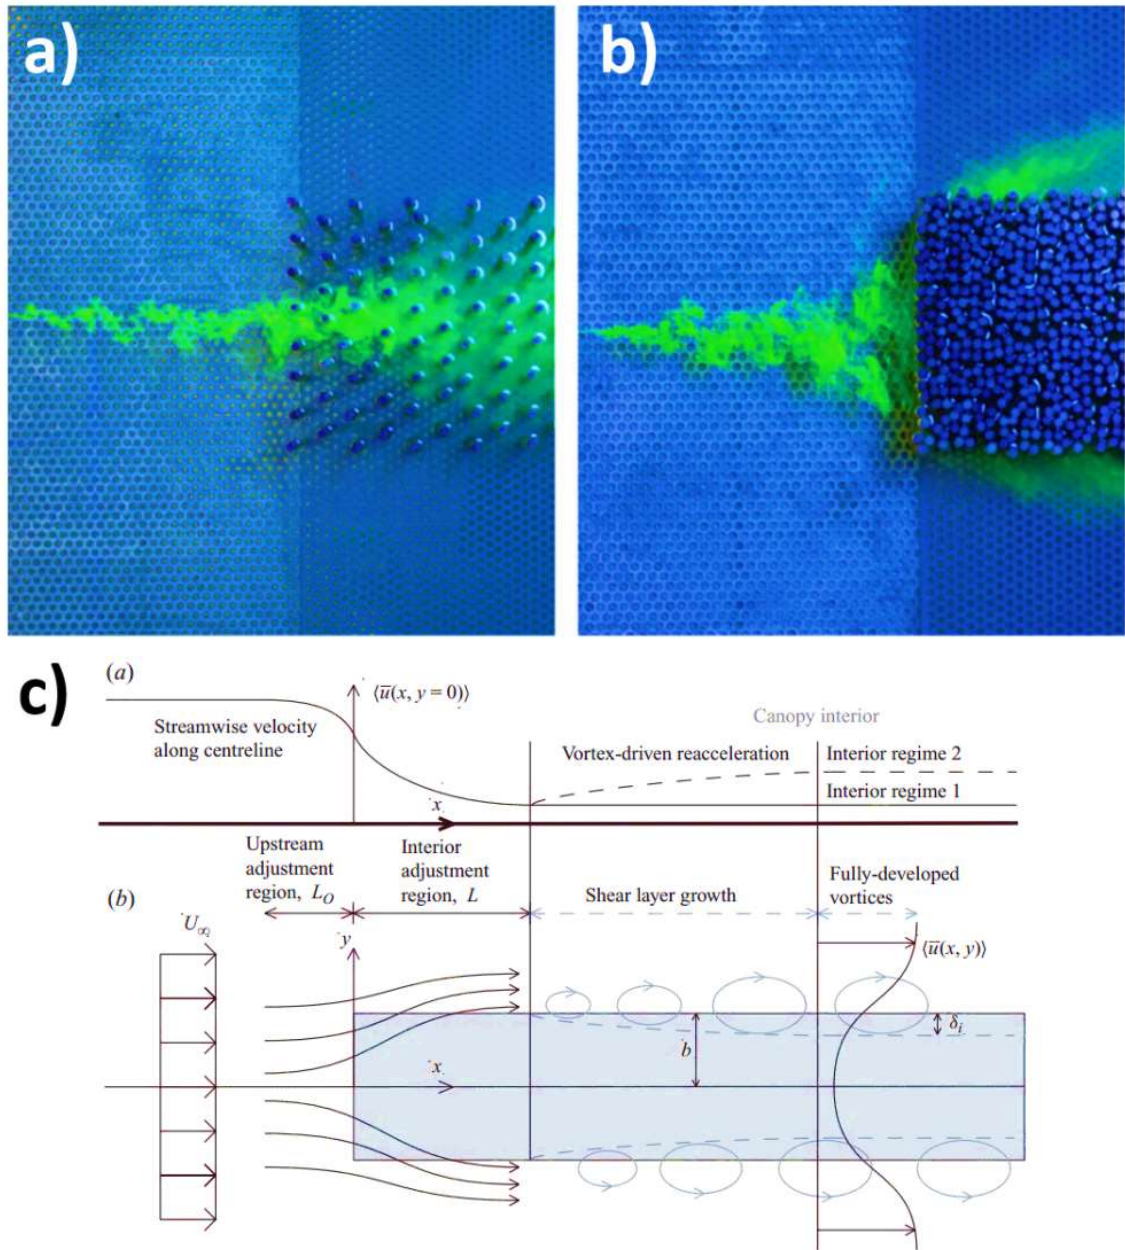 a)
b)
c)
(a)
⟨u̅(x, y = 0)⟩
Streamwise velocity
along centreline
Canopy interior
Vortex-driven reacceleration
Interior regime 2
Interior regime 1
x
Upstream
adjustment
region, L_O
Interior
adjustment
region, L
Shear layer growth
Fully-developed
vortices
(b)
U_∞
y
⟨u̅(x, y)⟩
δ_i
b
x